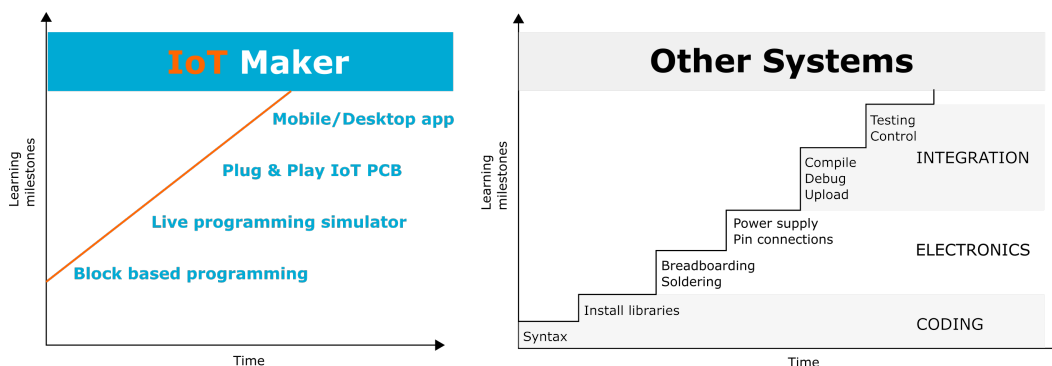 IoT Maker
Mobile/Desktop app
Plug & Play IoT PCB
Live programming simulator
Block based programming
Learning
milestones
Time
Other Systems
Testing
Control
INTEGRATION
Compile
Debug
Upload
Power supply
Pin connections
ELECTRONICS
Breadboarding
Soldering
Install libraries
CODING
Syntax
Learning
milestones
Time